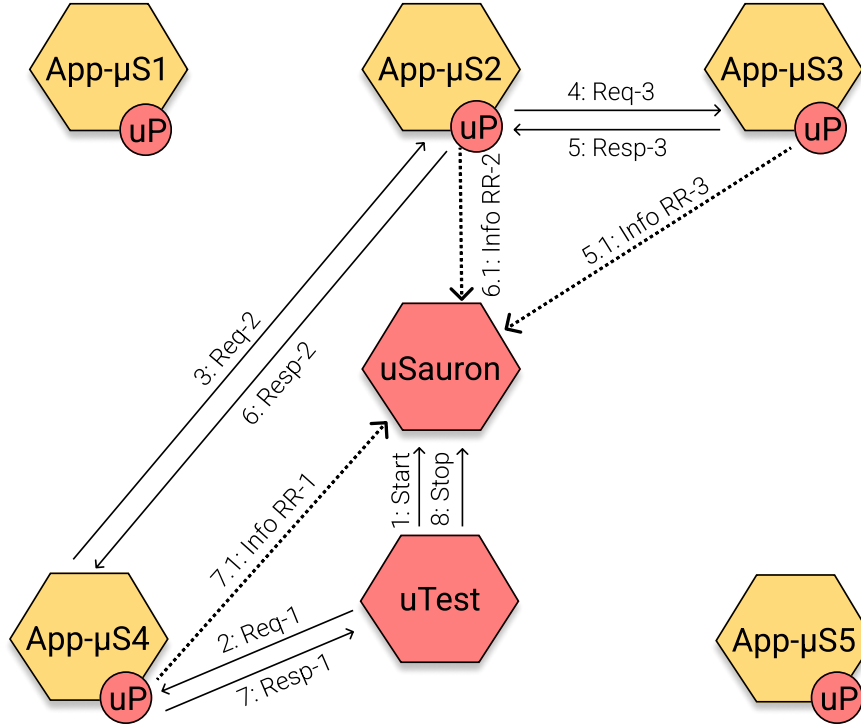 App-µS1
uP
App-µS2
uP
App-µS3
uP
4: Req-3
5: Resp-3
6.1: Info RR-2
5.1: Info RR-3
3: Req-2
6: Resp-2
uSauron
7.1: Info RR-1
1: Start
8: Stop
uTest
2: Req-1
7: Resp-1
App-µS4
uP
App-µS5
uP